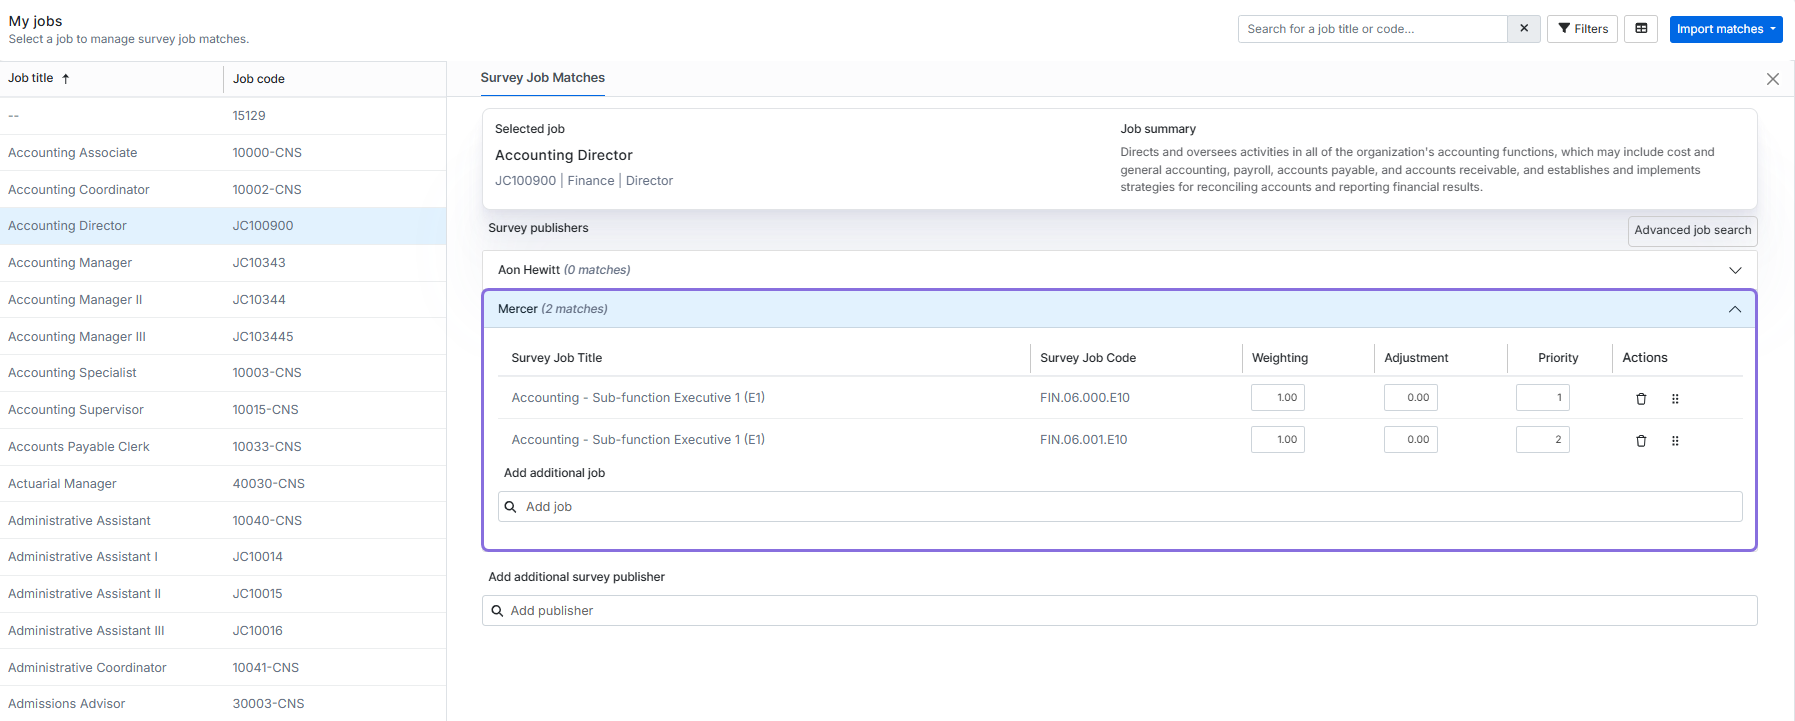 My jobs
Select a job to manage survey job matches.
Search for a job title or code...
Filters
Import matches
Job title
Job code
--
15129
Accounting Associate
10000-CNS
Accounting Coordinator
10002-CNS
Accounting Director
JC100900
Accounting Manager
JC10343
Accounting Manager II
JC10344
Accounting Manager III
JC103445
Accounting Specialist
10003-CNS
Accounting Supervisor
10015-CNS
Accounts Payable Clerk
10033-CNS
Actuarial Manager
40030-CNS
Administrative Assistant
10040-CNS
Administrative Assistant I
JC10014
Administrative Assistant II
JC10015
Administrative Assistant III
JC10016
Administrative Coordinator
10041-CNS
Admissions Advisor
30003-CNS
Survey Job Matches
Selected job
Accounting Director
JC100900 | Finance | Director
Job summary
Directs and oversees activities in all of the organization's accounting functions, which may include cost and
general accounting, payroll, accounts payable, and accounts receivable, and establishes and implements
strategies for reconciling accounts and reporting financial results.
Survey publishers
Advanced job search
Aon Hewitt (0 matches)
Mercer (2 matches)
Survey Job Title
Survey Job Code
Weighting
Adjustment
Priority
Actions
Accounting - Sub-function Executive 1 (E1)
FIN.06.000.E10
1.00
0.00
1
Accounting - Sub-function Executive 1 (E1)
FIN.06.001.E10
1.00
0.00
2
Add additional job
Add job
Add additional survey publisher
Add publisher